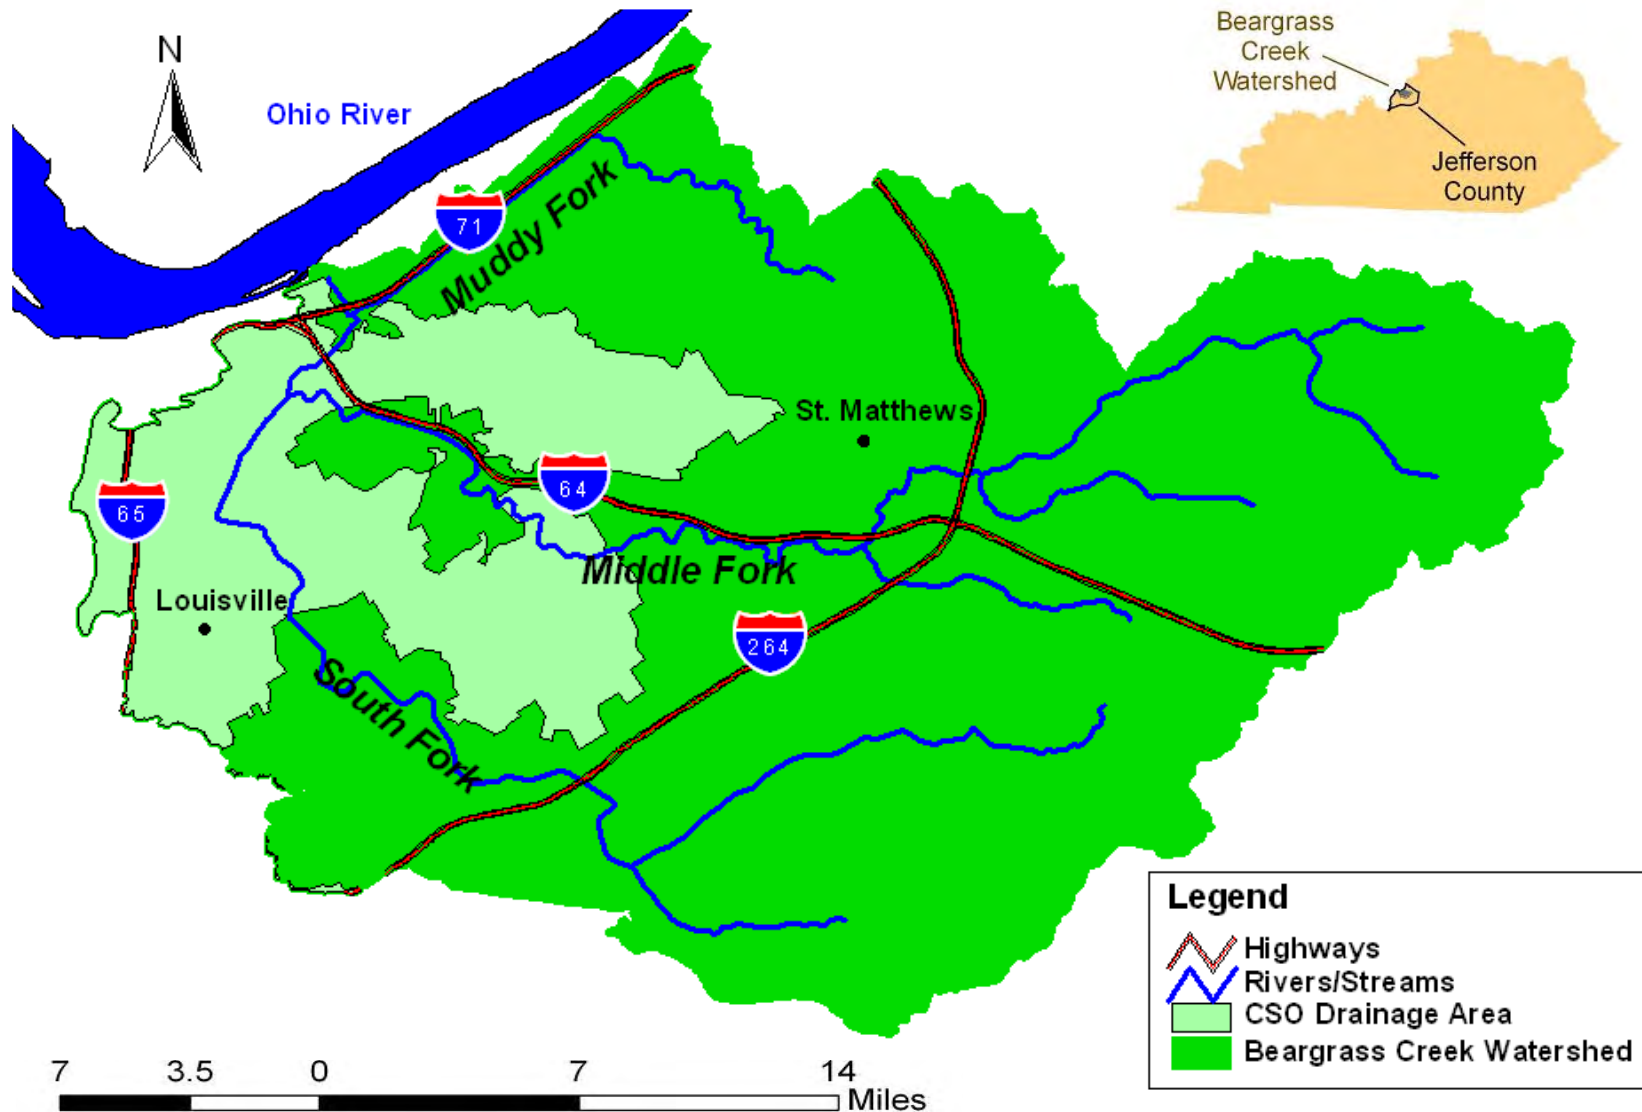 N
Ohio River
Beargrass
Creek
Watershed
Jefferson
County
71
Muddy Fork
St. Matthews
64
65
Middle Fork
Louisville
264
South Fork
Legend
Highways
Rivers/Streams
CSO Drainage Area
Beargrass Creek Watershed
7 3.5 0 7 14
Miles